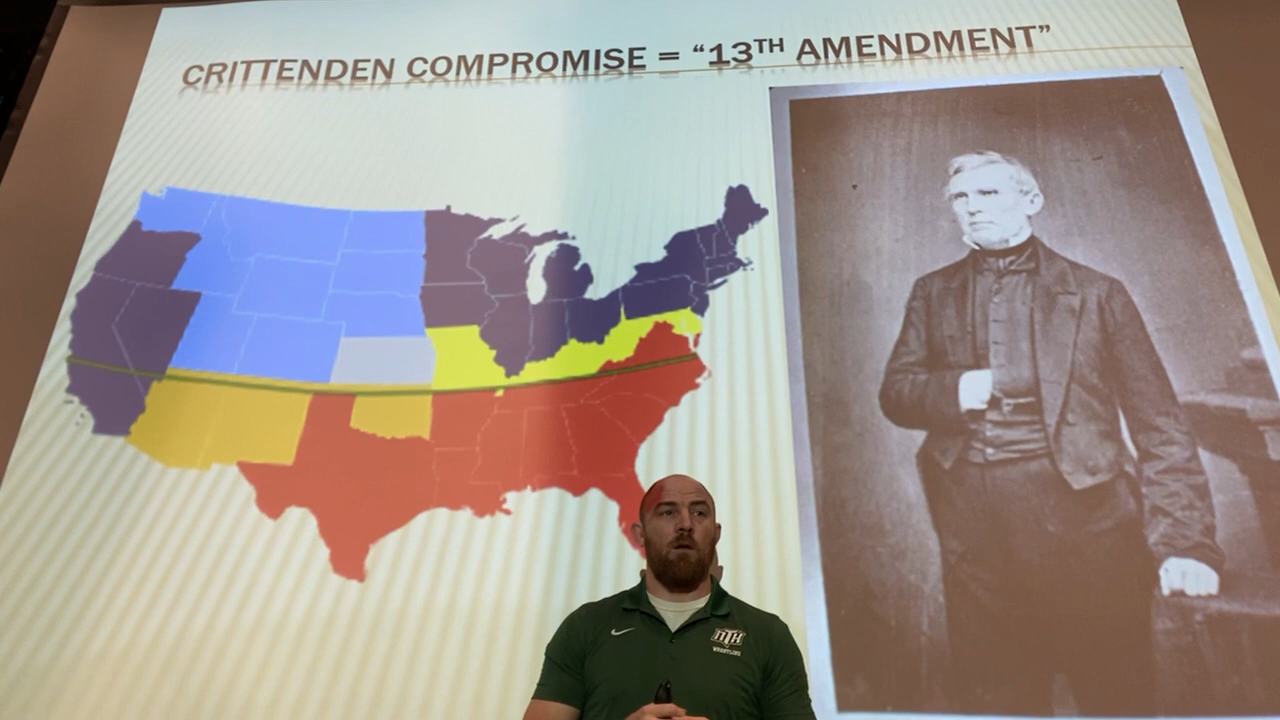 CRITTENDEN COMPROMISE = “13TH AMENDMENT”
WRESTLING